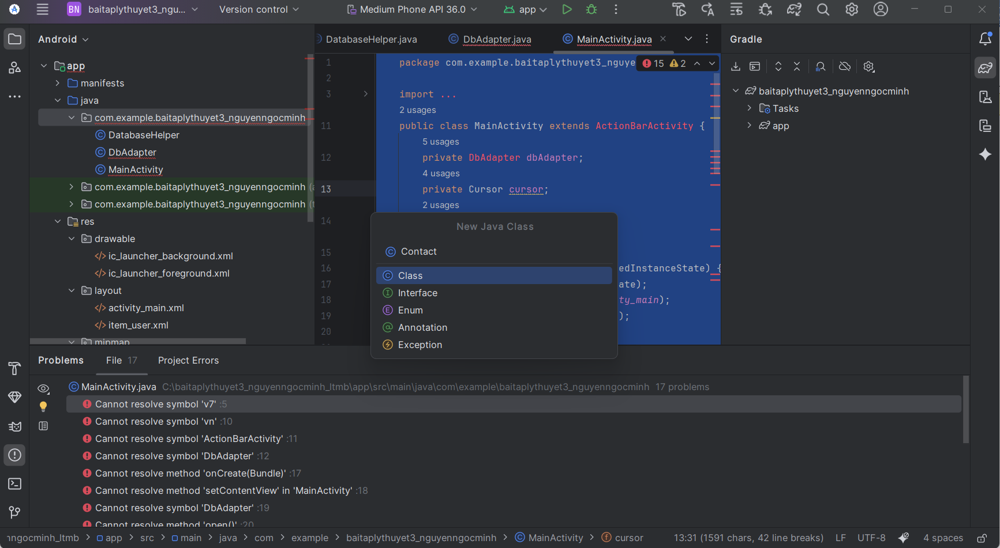 BN baitaplythuyet3_ngu... Version control Medium Phone API 36.0 app
Android
app
manifests
java
com.example.baitaplythuyet3_nguyenngocminh
DatabaseHelper
DbAdapter
MainActivity
com.example.baitaplythuyet3_nguyenngocminh
com.example.baitaplythuyet3_nguyenngocminh
res
drawable
ic_launcher_background.xml
ic_launcher_foreground.xml
layout
activity_main.xml
item_user.xml
mipmap
DatabaseHelper.java DbAdapter.java MainActivity.java
1 package com.example.baitaplythuyet3_nguye 15 2
2
3 import ...
2 usages
11 public class MainActivity extends ActionBarActivity {
5 usages
12 private DbAdapter dbAdapter;
4 usages
13 private Cursor cursor;
2 usages
14
15
16 edInstanceState) {
17 ate);
18 ty_main);
19 );
20
New Java Class
Contact
Class
Interface
Enum
Annotation
Exception
Gradle
baitaplythuyet3_nguyenngocminh
Tasks
app
Problems File 17 Project Errors
MainActivity.java C:\baitaplythuyet3_nguyenngocminh_ltmb\app\src\main\java\com\example\baitaplythuyet3_nguyenngocminh 17 problems
Cannot resolve symbol 'v7' :5
Cannot resolve symbol 'vn' :10
Cannot resolve symbol 'ActionBarActivity' :11
Cannot resolve symbol 'DbAdapter' :12
Cannot resolve method 'onCreate(Bundle)' :17
Cannot resolve method 'setContentView' in 'MainActivity' :18
Cannot resolve symbol 'DbAdapter' :19
Cannot resolve method 'open()' :20
ngocminh_ltmb > app > src > main > java > com > example > baitaplythuyet3_nguyenngocminh > MainActivity > cursor 13:31 (1591 chars, 42 line breaks) LF UTF-8 4 spaces